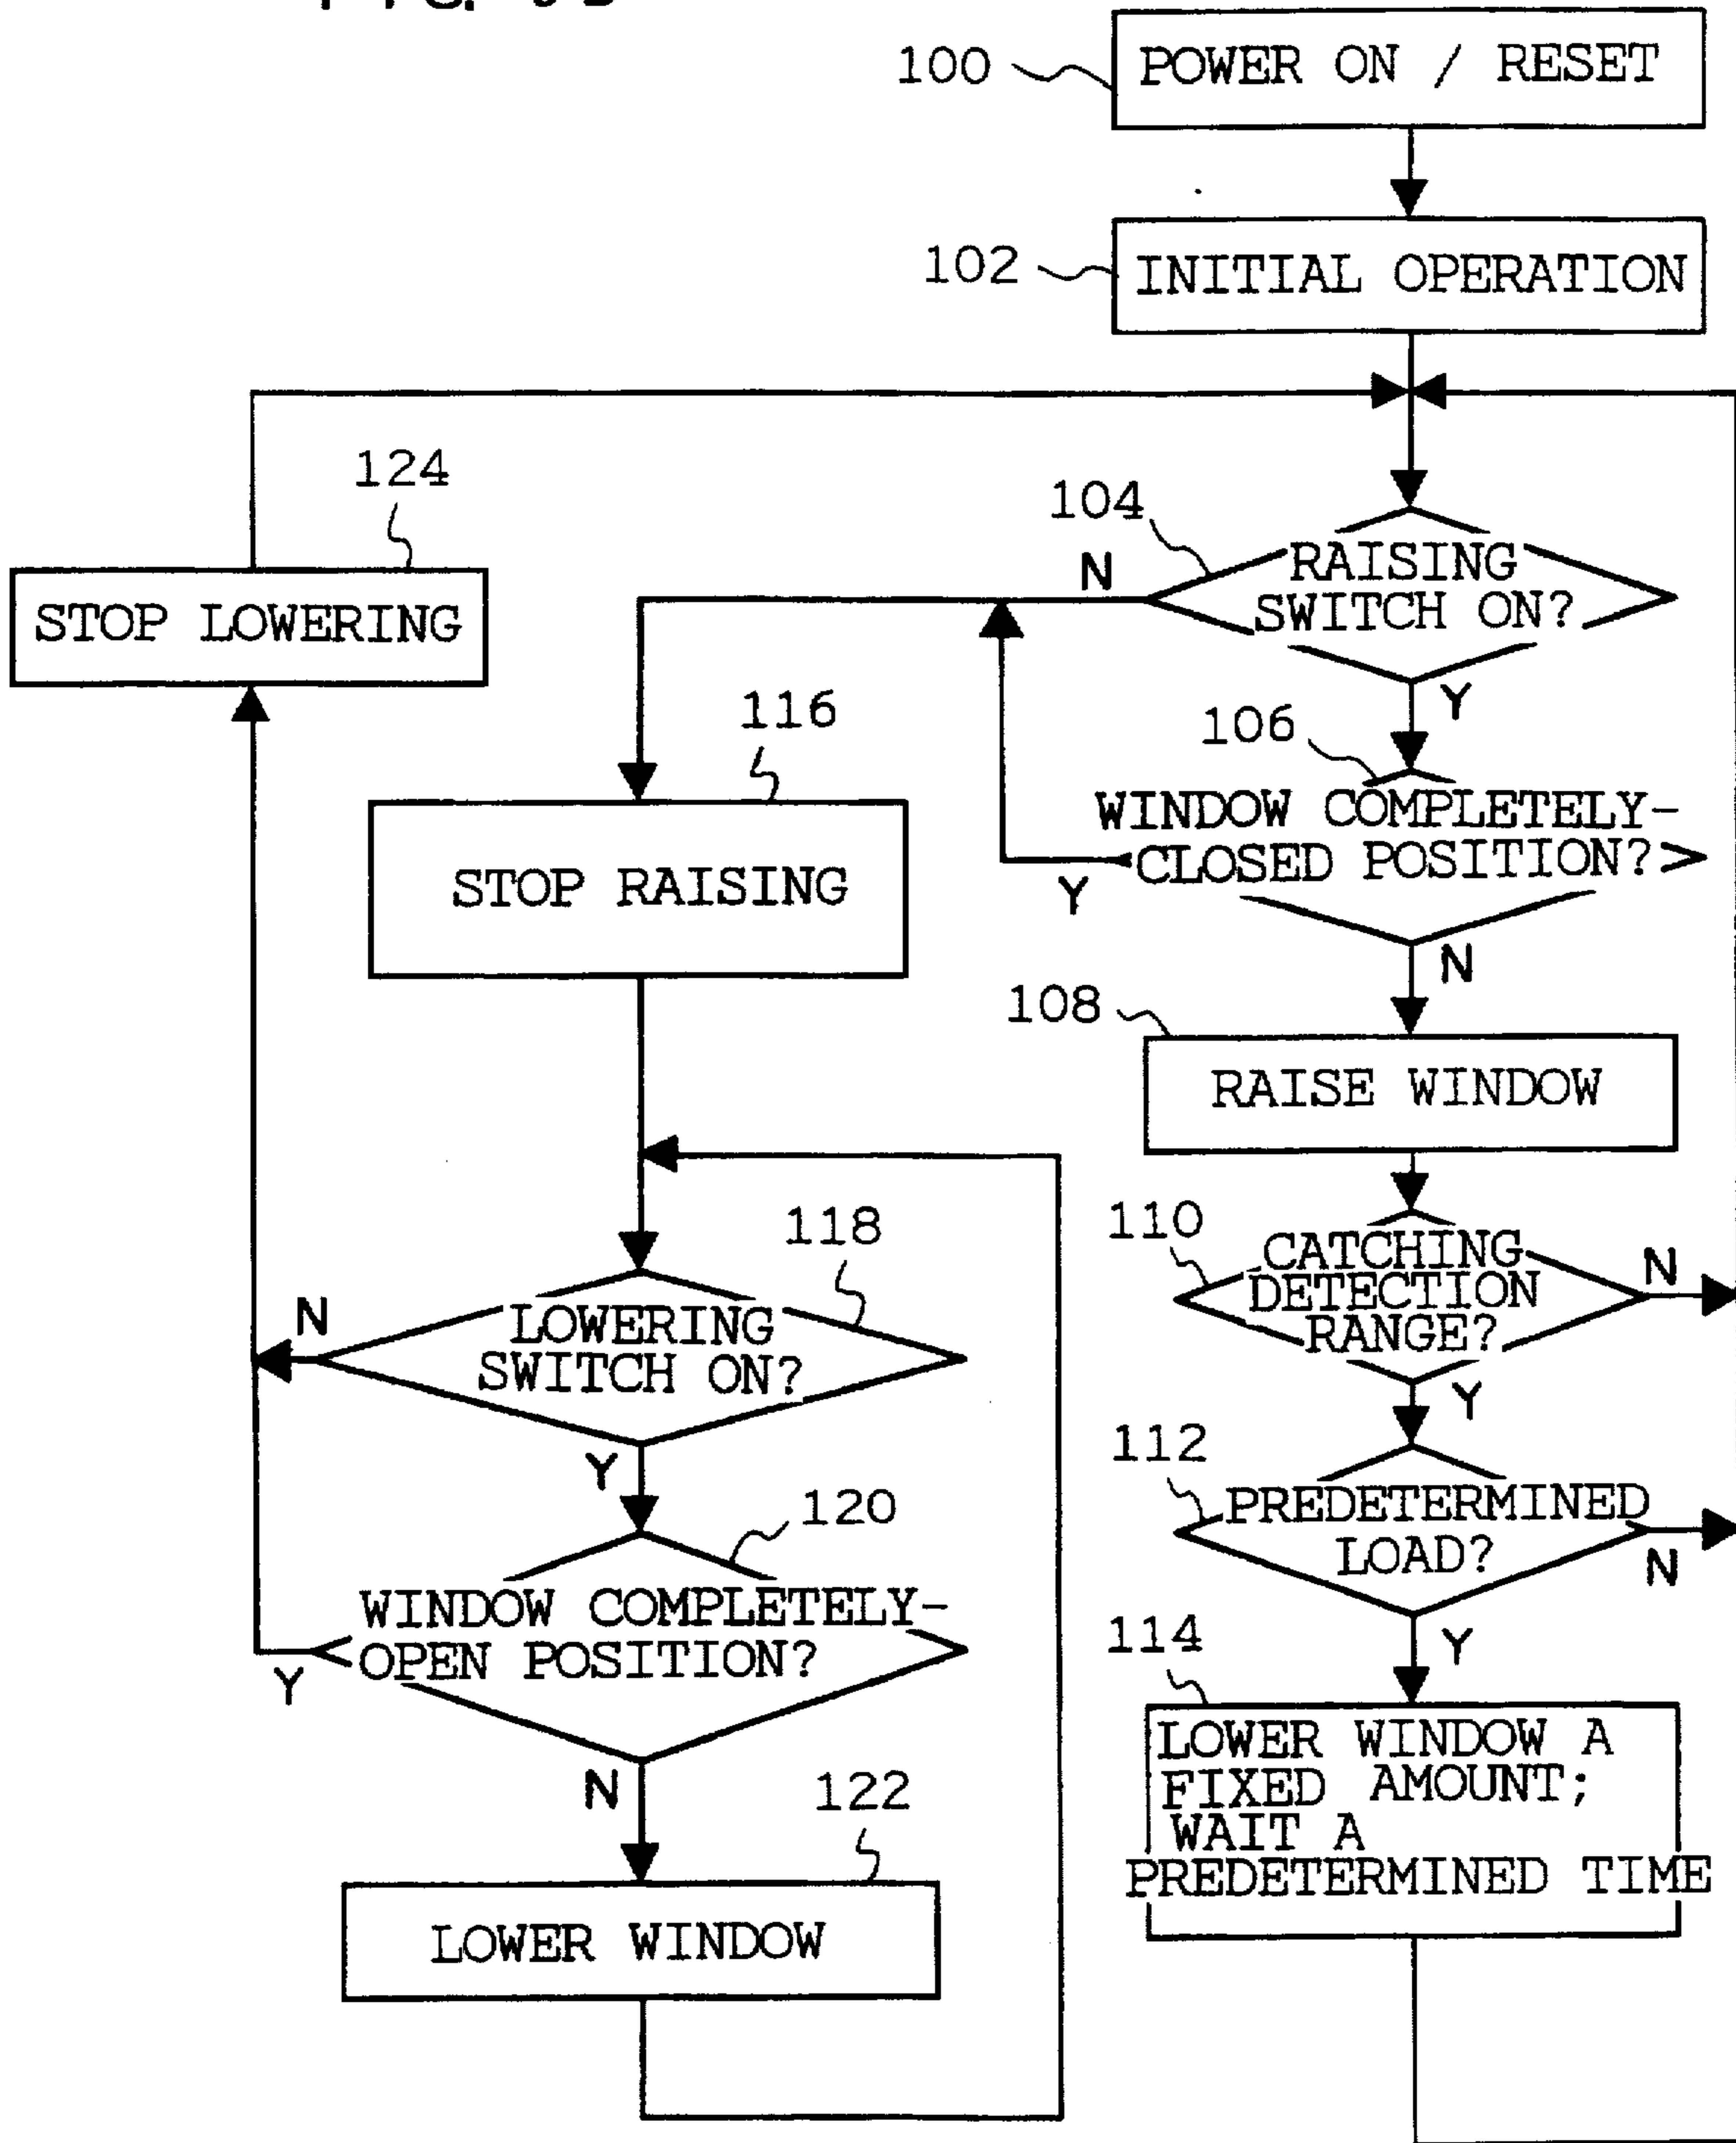 100
POWER ON / RESET
102
INITIAL OPERATION
124
STOP LOWERING
104
N
RAISING
SWITCH ON?
Y
116
STOP RAISING
106
WINDOW COMPLETELY-
CLOSED POSITION?
Y
N
108
RAISE WINDOW
110
CATCHING
DETECTION
RANGE?
N
Y
118
N
LOWERING
SWITCH ON?
Y
112
PREDETERMINED
LOAD?
N
Y
120
WINDOW COMPLETELY-
OPEN POSITION?
Y
N
114
LOWER WINDOW A
FIXED AMOUNT;
WAIT A
PREDETERMINED TIME
122
LOWER WINDOW